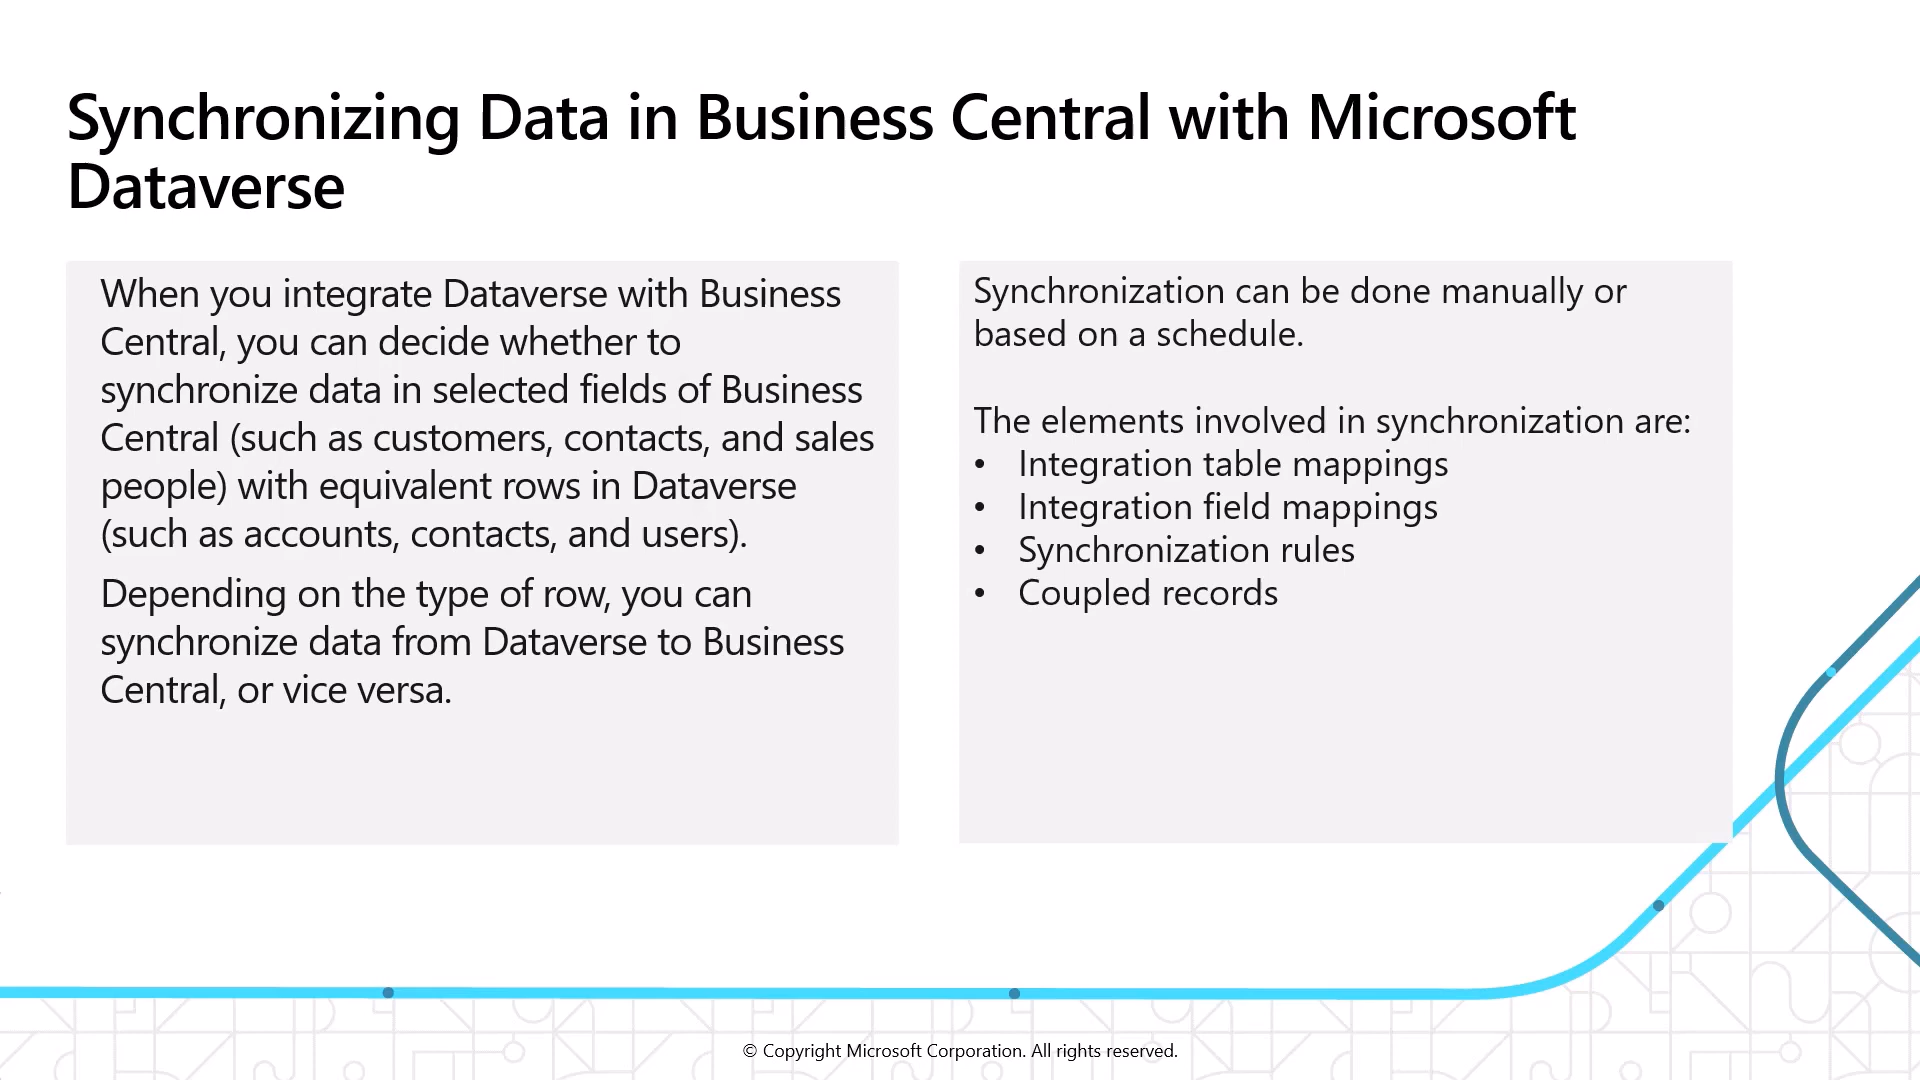 Synchronizing Data in Business Central with Microsoft
Dataverse
When you integrate Dataverse with Business
Central, you can decide whether to
synchronize data in selected fields of Business
Central (such as customers, contacts, and sales
people) with equivalent rows in Dataverse
(such as accounts, contacts, and users).
Depending on the type of row, you can
synchronize data from Dataverse to Business
Central, or vice versa.
Synchronization can be done manually or
based on a schedule.
The elements involved in synchronization are:
• Integration table mappings
• Integration field mappings
• Synchronization rules
• Coupled records
© Copyright Microsoft Corporation. All rights reserved.